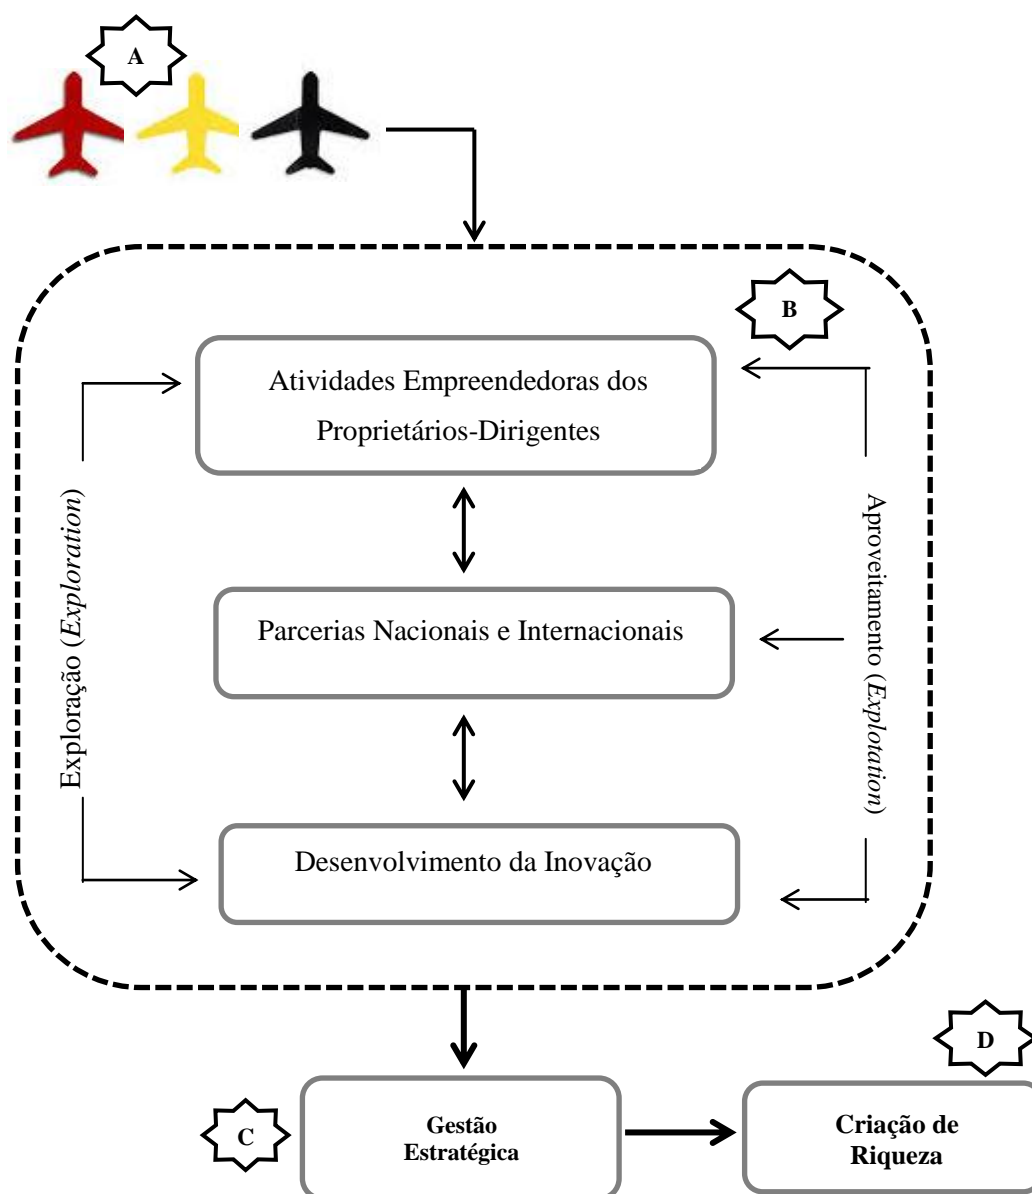 A
B
Atividades Empreendedoras dos
Proprietários-Dirigentes
Exploração (Exploration)
Aproveitamento (Explotation)
Parcerias Nacionais e Internacionais
Desenvolvimento da Inovação
D
C
Gestão
Estratégica
Criação de
Riqueza